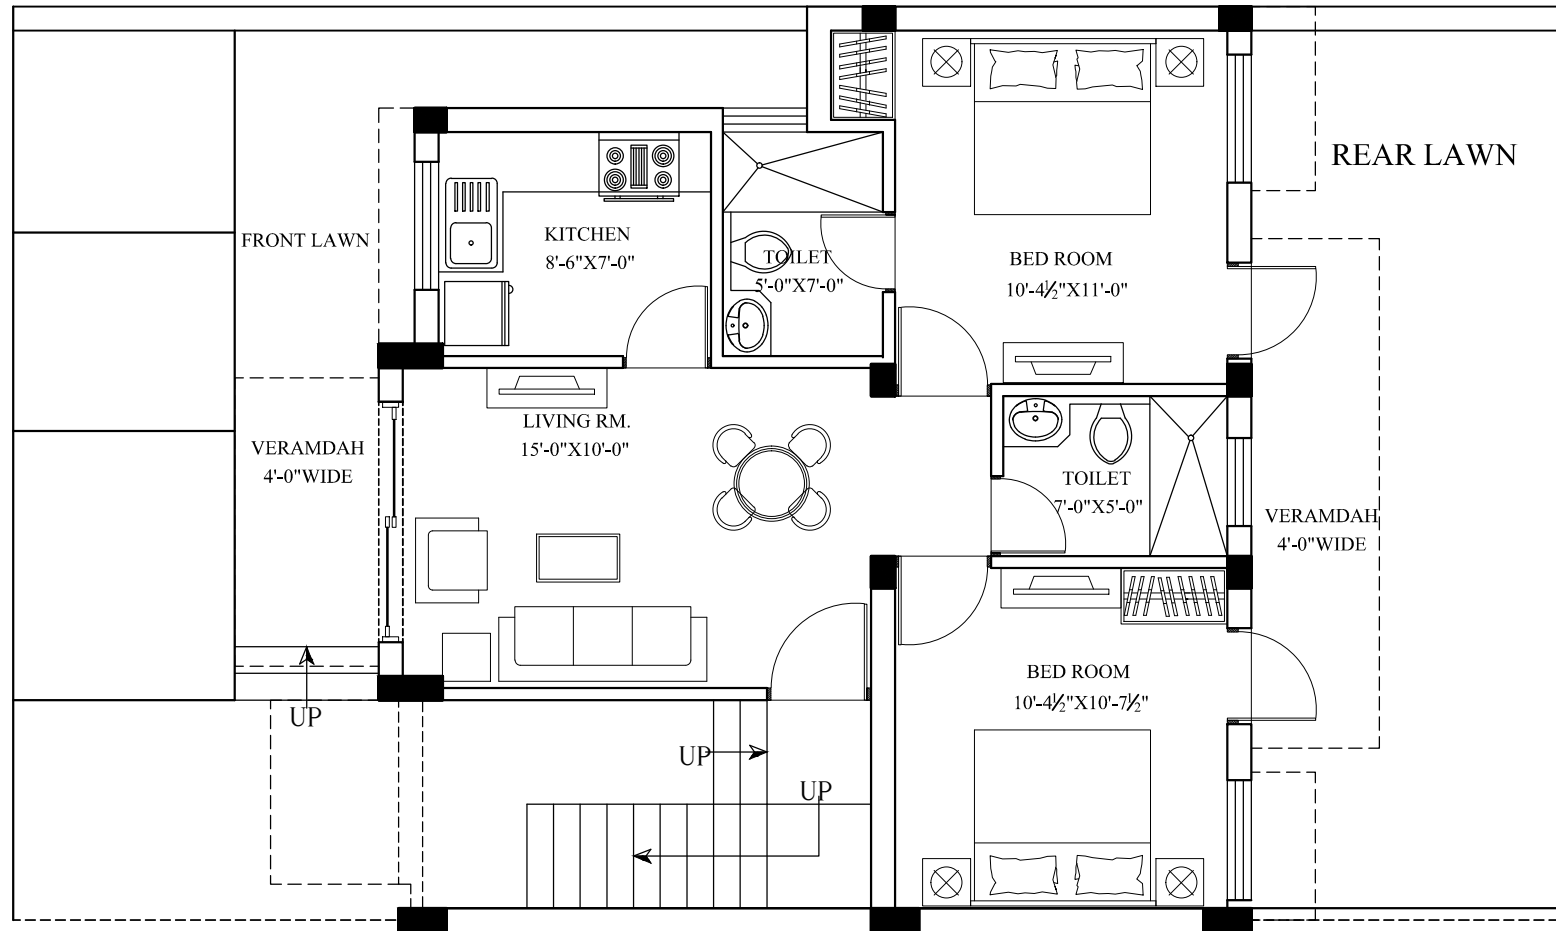 REAR LAWN
FRONT LAWN
KITCHEN
8'-6"X7'-0"
TOILET
5'-0"X7'-0"
BED ROOM
10'-4½"X11'-0"
LIVING RM.
15'-0"X10'-0"
VERAMDAH
4'-0"WIDE
TOILET
7'-0"X5'-0"
VERAMDAH
4'-0"WIDE
BED ROOM
10'-4½"X10'-7½"
UP
UP
UP